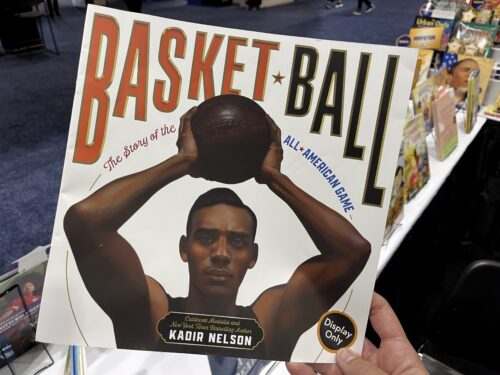 BASKET★BALL
The Story of the
ALL★AMERICAN GAME
Caldecott Medalist and
New York Times Bestselling Author
KADIR NELSON
Display
Only